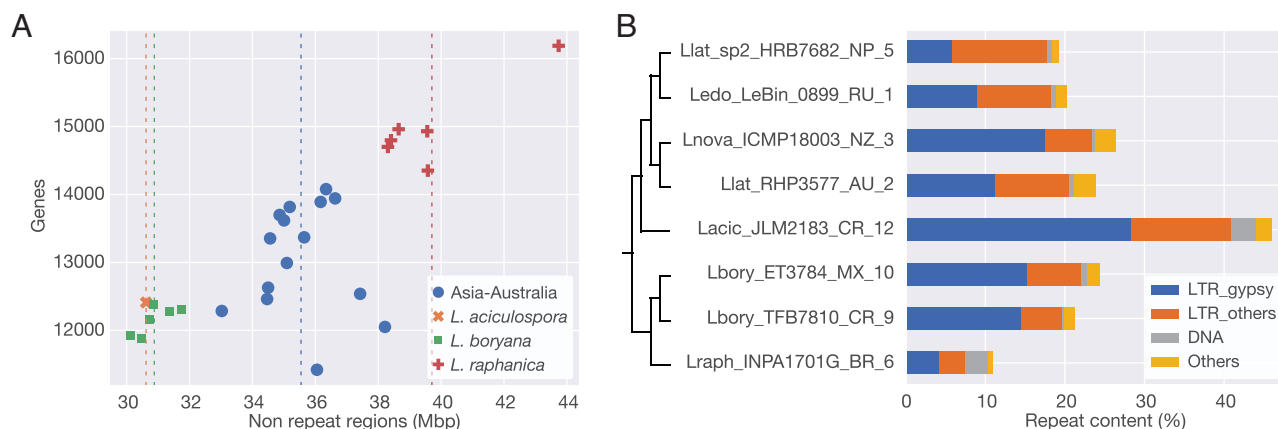 A
16000
15000
14000
13000
12000
Genes
30 32 34 36 38 40 42 44
Non repeat regions (Mbp)
Asia-Australia
L. aciculospora
L. boryana
L. raphanica
B
Llat_sp2_HRB7682_NP_5
Ledo_LeBin_0899_RU_1
Lnova_ICMP18003_NZ_3
Llat_RHP3577_AU_2
Lacic_JLM2183_CR_12
Lbory_ET3784_MX_10
Lbory_TFB7810_CR_9
Lraph_INPA1701G_BR_6
LTR_gypsy
LTR_others
DNA
Others
0 10 20 30 40
Repeat content (%)